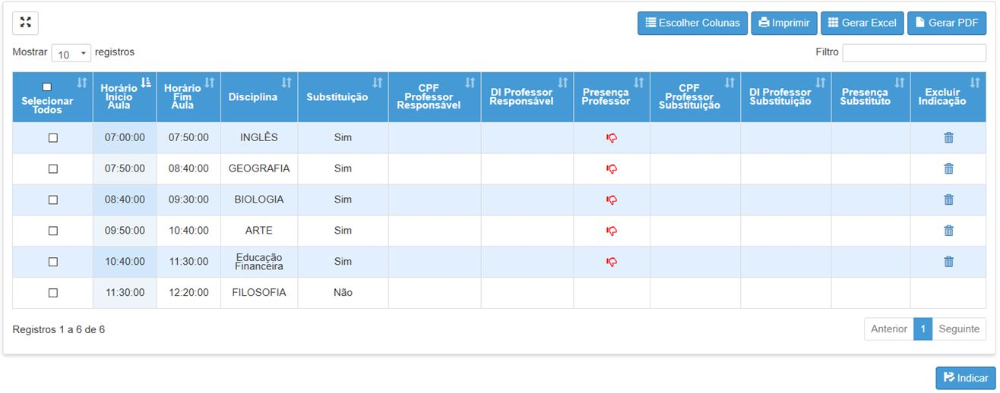 Escolher Colunas Imprimir Gerar Excel Gerar PDF
Mostrar 10 registros Filtro
Selecionar Todos Horário Inicio Aula Horário Fim Aula Disciplina Substituição CPF Professor Responsável DI Professor Responsável Presença Professor CPF Professor Substituição DI Professor Substituição Presença Substituto Excluir Indicação
07:00:00 07:50:00 INGLÊS Sim
07:50:00 08:40:00 GEOGRAFIA Sim
08:40:00 09:30:00 BIOLOGIA Sim
09:50:00 10:40:00 ARTE Sim
10:40:00 11:30:00 Educação Financeira Sim
11:30:00 12:20:00 FILOSOFIA Não
Registros 1 a 6 de 6 Anterior 1 Seguinte
Indicar